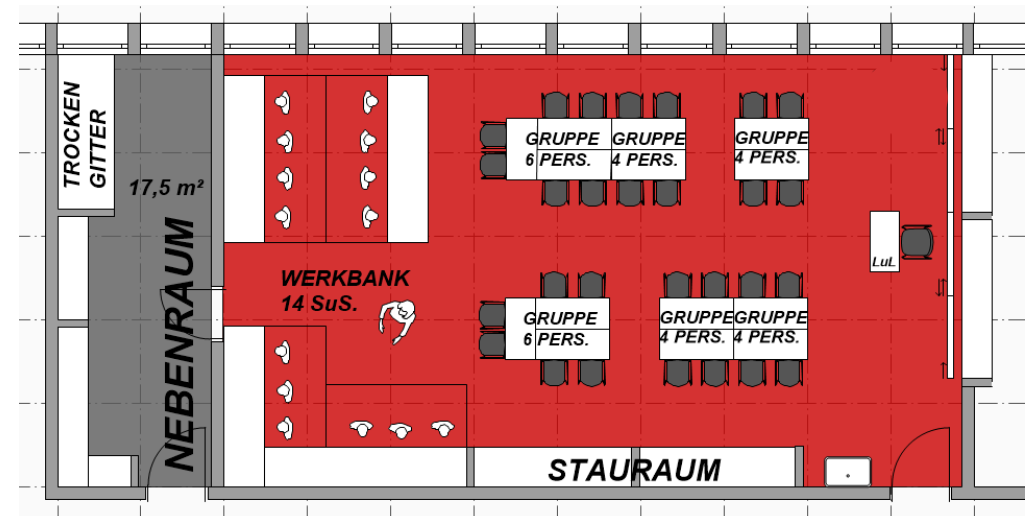 TROCKEN
GITTER
17,5 m²
NEBENRAUM
WERKBANK
14 SuS.
GRUPPE
6 PERS.
GRUPPE
4 PERS.
GRUPPE
4 PERS.
LuL
GRUPPE
6 PERS.
GRUPPE
4 PERS.
GRUPPE
4 PERS.
STAURAUM